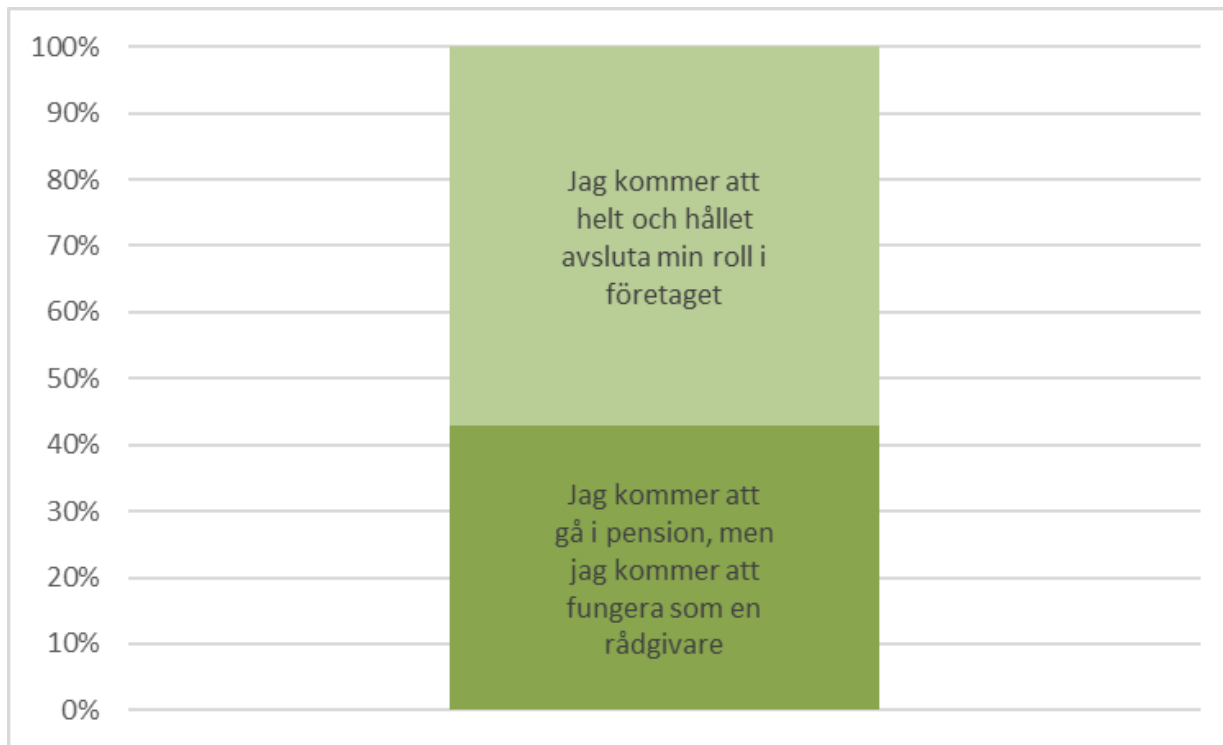 100%
90%
80%
70%
60%
50%
40%
30%
20%
10%
0%
Jag kommer att
helt och hållet
avsluta min roll i
företaget
Jag kommer att
gå i pension, men
jag kommer att
fungera som en
rådgivare